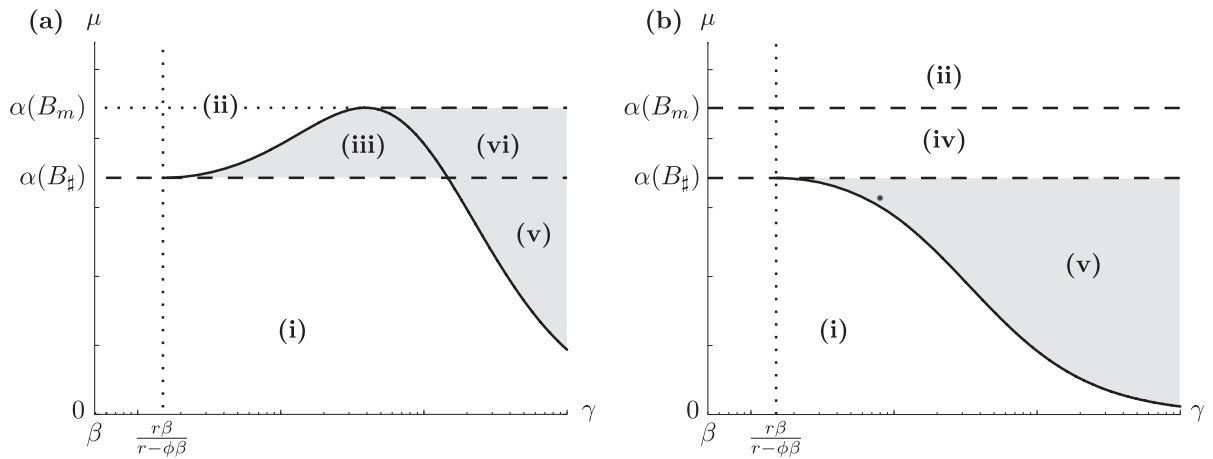 (a) μ
α(B_m)
α(B_♯)
0
β
rβ
r−ϕβ
γ
(ii)
(iii)
(vi)
(v)
(i)
(b) μ
α(B_m)
α(B_♯)
0
β
rβ
r−ϕβ
γ
(ii)
(iv)
(v)
(i)
*